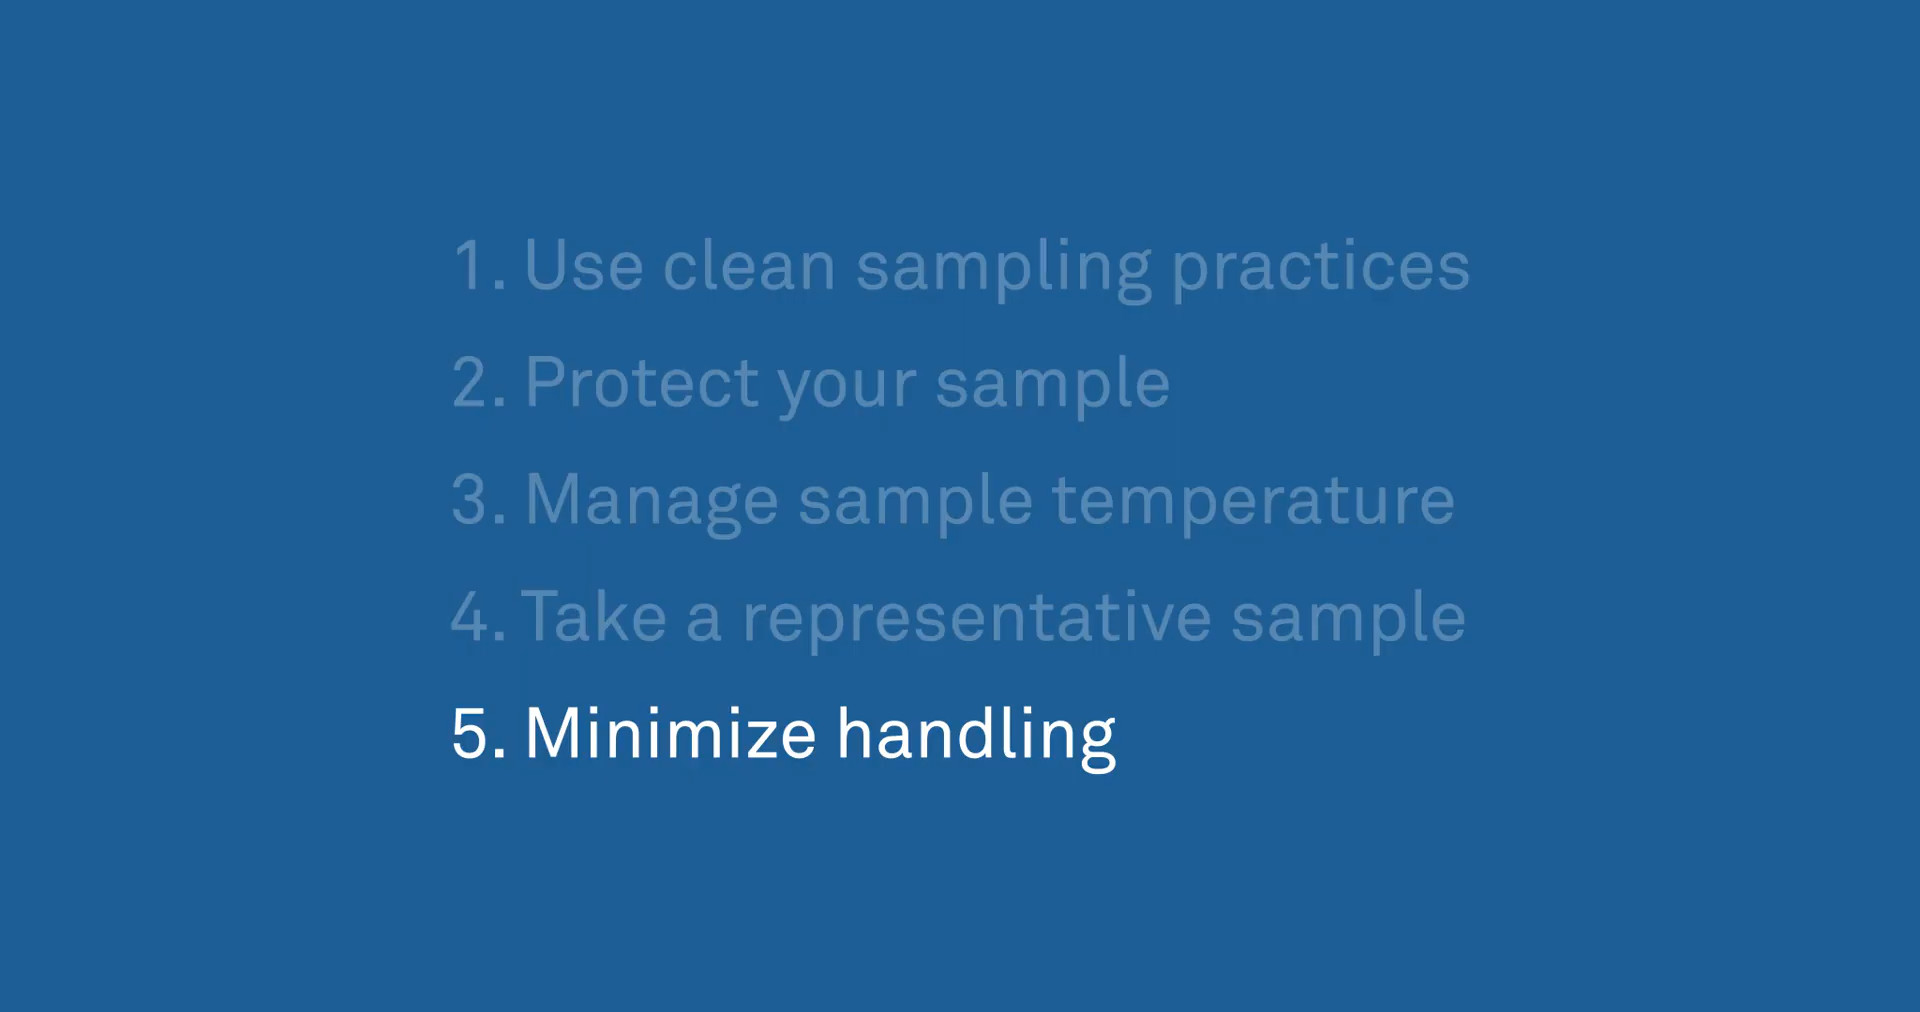 1. Use clean sampling practices
2. Protect your sample
3. Manage sample temperature
4. Take a representative sample
5. Minimize handling